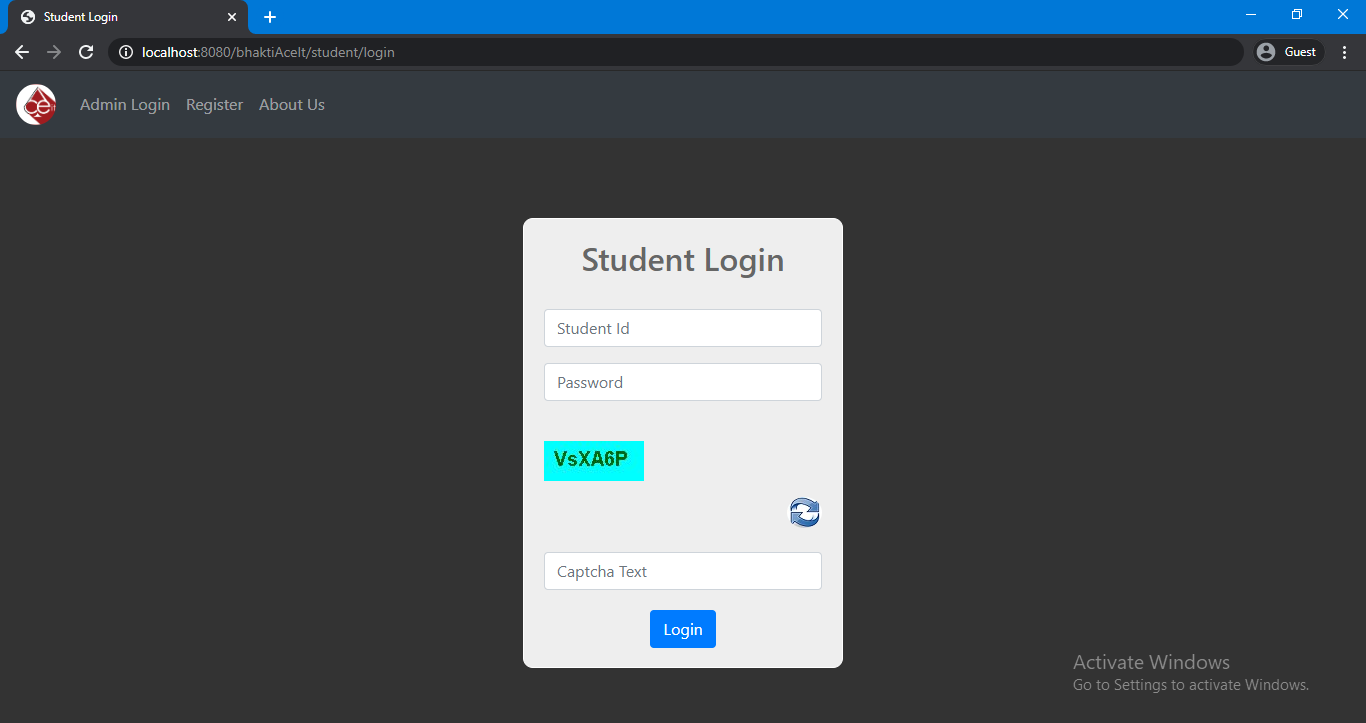 Student Login
localhost:8080/bhaktiAceIt/student/login
Guest
ce it
Admin Login Register About Us
Student Login
Student Id
Password
VsXA6P
Captcha Text
Login
Activate Windows
Go to Settings to activate Windows.